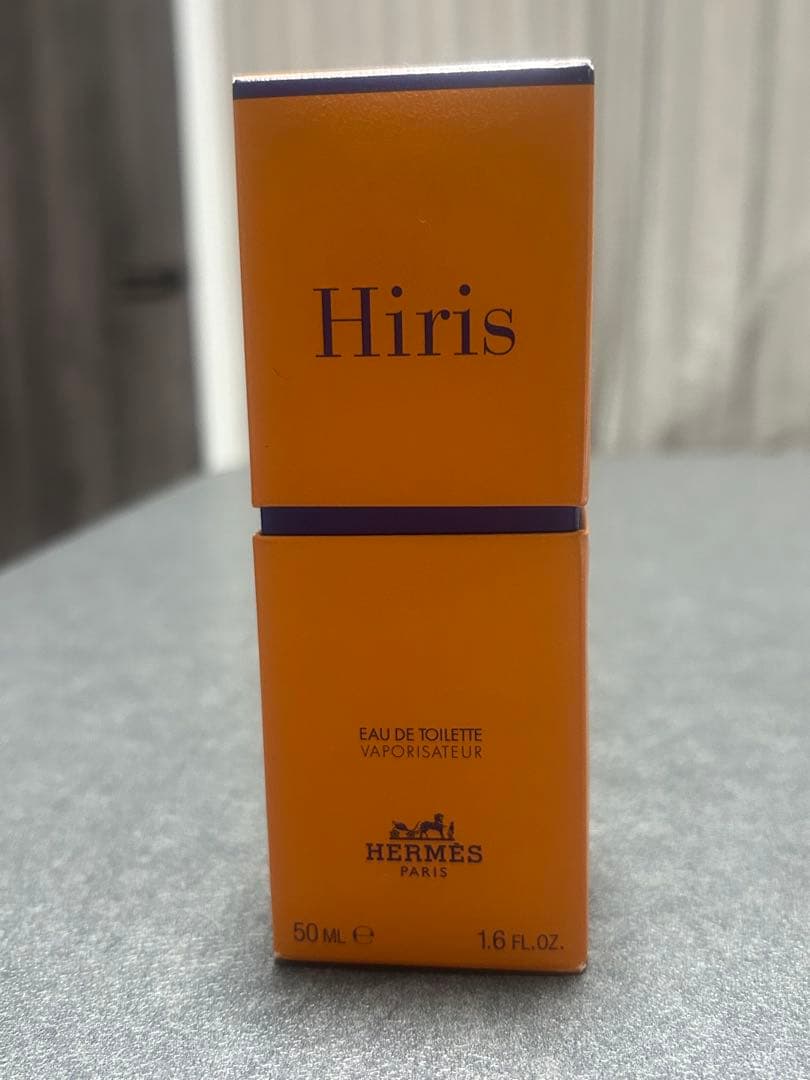 Hiris
EAU DE TOILETTE
VAPORISATEUR
HERMÈS
PARIS
50 ML ℮ 1.6 FL.OZ.